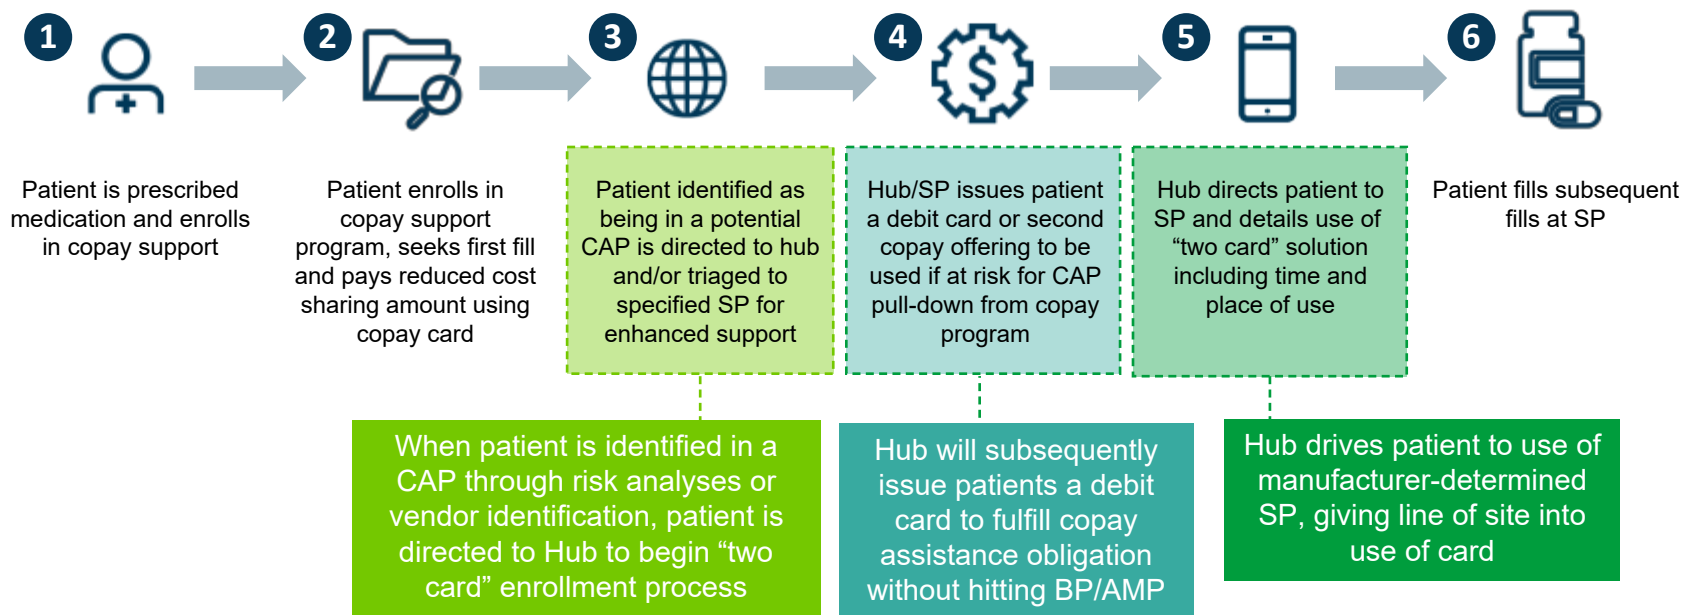 1
Patient is prescribed
medication and enrolls
in copay support
2
Patient enrolls in
copay support
program, seeks first fill
and pays reduced cost
sharing amount using
copay card
3
Patient identified as
being in a potential
CAP is directed to hub
and/or triaged to
specified SP for
enhanced support
4
$
Hub/SP issues patient
a debit card or second
copay offering to be
used if at risk for CAP
pull-down from copay
program
5
Hub directs patient to
SP and details use of
“two card” solution
including time and
place of use
6
Patient fills subsequent
fills at SP
When patient is identified in a
CAP through risk analyses or
vendor identification, patient is
directed to Hub to begin “two
card” enrollment process
Hub will subsequently
issue patients a debit
card to fulfill copay
assistance obligation
without hitting BP/AMP
Hub drives patient to use of
manufacturer-determined
SP, giving line of site into
use of card